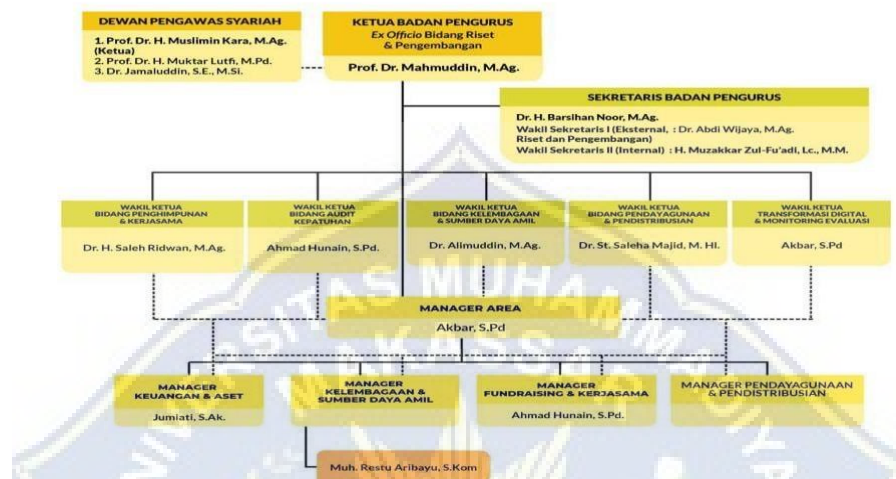 DEWAN PENGAWAS SYARIAH
1. Prof. Dr. H. Muslimin Kara, M.Ag.
(Ketua)
2. Prof. Dr. H. Muktar Lutfi, M.Pd.
3. Dr. Jamaluddin, S.E., M.Si.
KETUA BADAN PENGURUS
Ex Officio Bidang Riset
& Pengembangan
Prof. Dr. Mahmuddin, M.Ag.
SEKRETARIS BADAN PENGURUS
Dr. H. Barsihan Noor, M.Ag.
Wakil Sekretaris I (Eksternal, : Dr. Abdi Wijaya, M.Ag.
Riset dan Pengembangan)
Wakil Sekretaris II (Internal) : H. Muzakkar Zul-Fu'adi, Lc., M.M.
WAKIL KETUA
BIDANG PENGHIMPUNAN
& KERJASAMA
Dr. H. Saleh Ridwan, M.Ag.
WAKIL KETUA
BIDANG AUDIT
KEPATUHAN
Ahmad Hunain, S.Pd.
WAKIL KETUA
BIDANG KELEMBAGAAN
& SUMBER DAYA AMIL
Dr. Alimuddin, M.Ag.
WAKIL KETUA
BIDANG PENDAYAGUNAAN
& PENDISTRIBUSIAN
Dr. St. Saleha Majid, M. HI.
WAKIL KETUA
TRANSFORMASI DIGITAL
& MONITORING EVALUASI
Akbar, S.Pd
MANAGER AREA
Akbar, S.Pd
MANAGER
KEUANGAN & ASET
Jumiati, S.Ak.
MANAGER
KELEMBAGAAN &
SUMBER DAYA AMIL
MANAGER
FUNDRAISING & KERJASAMA
Ahmad Hunain, S.Pd.
MANAGER PENDAYAGUNAAN
& PENDISTRIBUSIAN
Muh. Restu Aribayu, S.Kom
MUHAMMADIYA
MAKASSAR